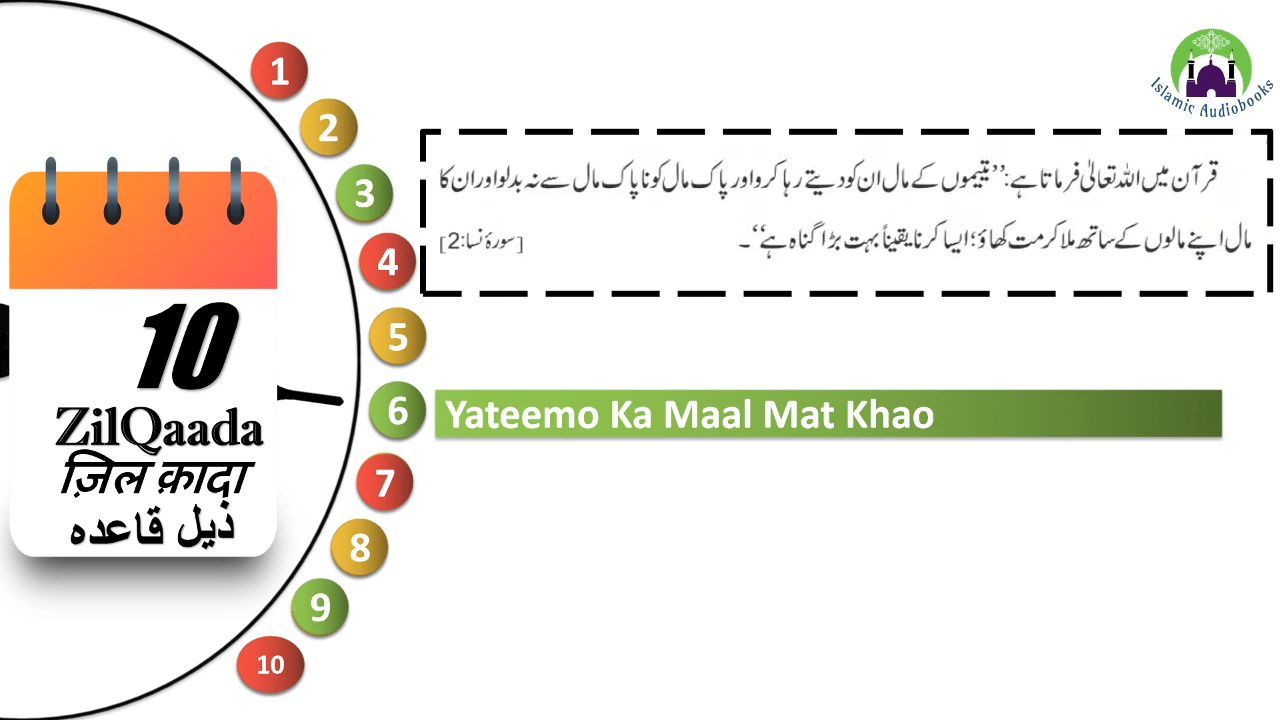 1
2
3
4
5
6
7
8
9
10
Islamic Audiobooks
قرآن میں اللہ تعالیٰ فرماتا ہے: ’’یتیموں کے مال ان کو دیتے رہا کرو اور پاک مال کو ناپاک مال سے نہ بدلو اور ان کا
مال اپنے مالوں کے ساتھ ملا کر مت کھاؤ؛ ایسا کرنا یقیناً بہت بڑا گناہ ہے‘‘۔ [سورۂ نسا:2]
Yateemo Ka Maal Mat Khao
10
ZilQaada
ज़िल क़ादा
ذیل قاعدہ